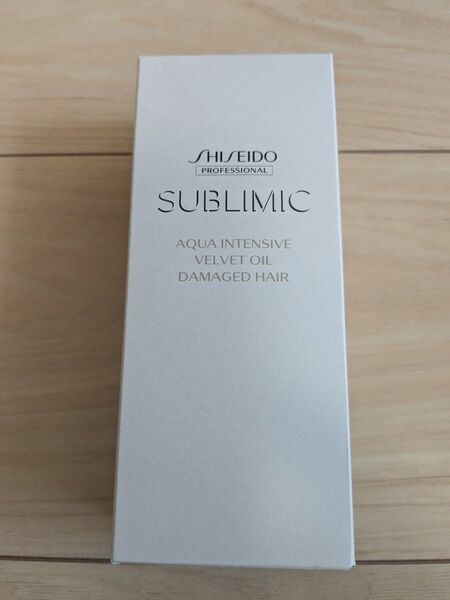 SHISEIDO
PROFESSIONAL
SUBLIMIC
AQUA INTENSIVE
VELVET OIL
DAMAGED HAIR